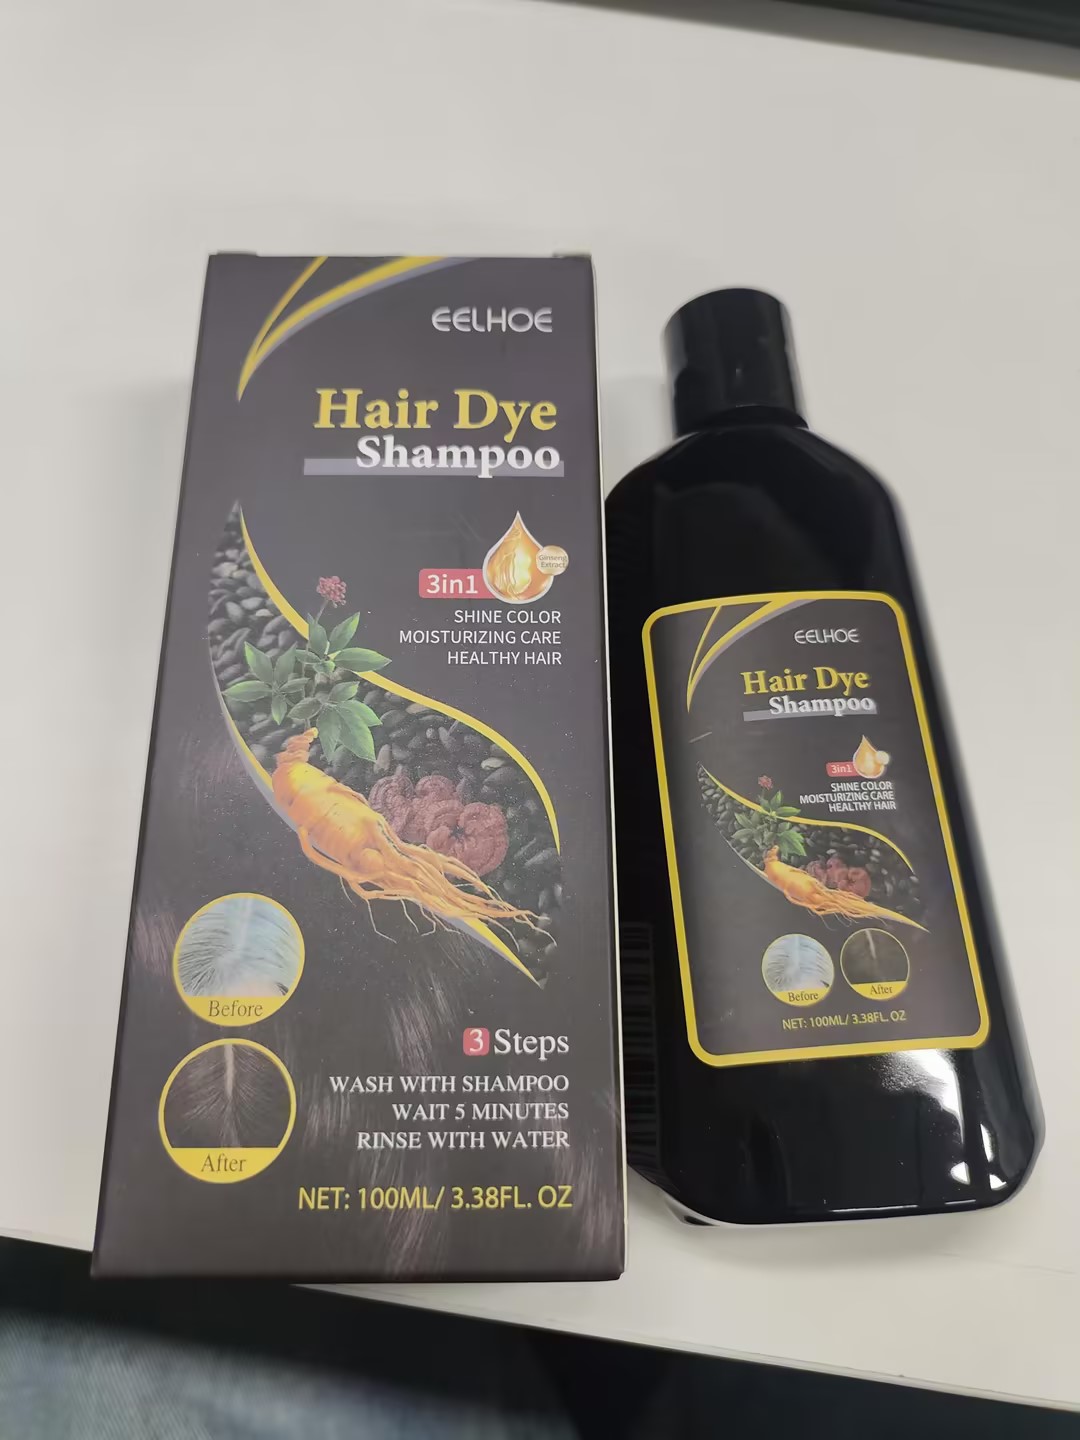 EELHOE
Hair Dye
Shampoo
Ginseng
Extract
3in1
SHINE COLOR
MOISTURIZING CARE
HEALTHY HAIR
Before
After
3 Steps
WASH WITH SHAMPOO
WAIT 5 MINUTES
RINSE WITH WATER
NET: 100ML/ 3.38FL. OZ
EELHOE
Hair Dye
Shampoo
3in1
SHINE COLOR
MOISTURIZING CARE
HEALTHY HAIR
Before
After
NET: 100ML/ 3.38FL. OZ